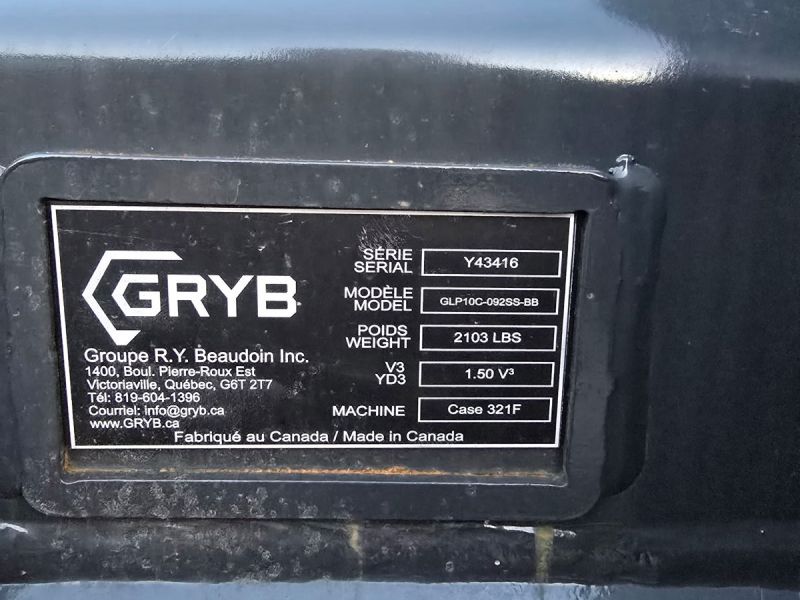 GRYB
Groupe R.Y. Beaudoin Inc.
1400, Boul. Pierre-Roux Est
Victoriaville, Québec, G6T 2T7
Tél: 819-604-1396
Courriel: info@gryb.ca
www.GRYB.ca
SÉRIE
SERIAL
Y43416
MODÈLE
MODEL
GLP10C-092SS-BB
POIDS
WEIGHT
2103 LBS
V3
YD3
1.50 V³
MACHINE
Case 321F
Fabriqué au Canada / Made in Canada